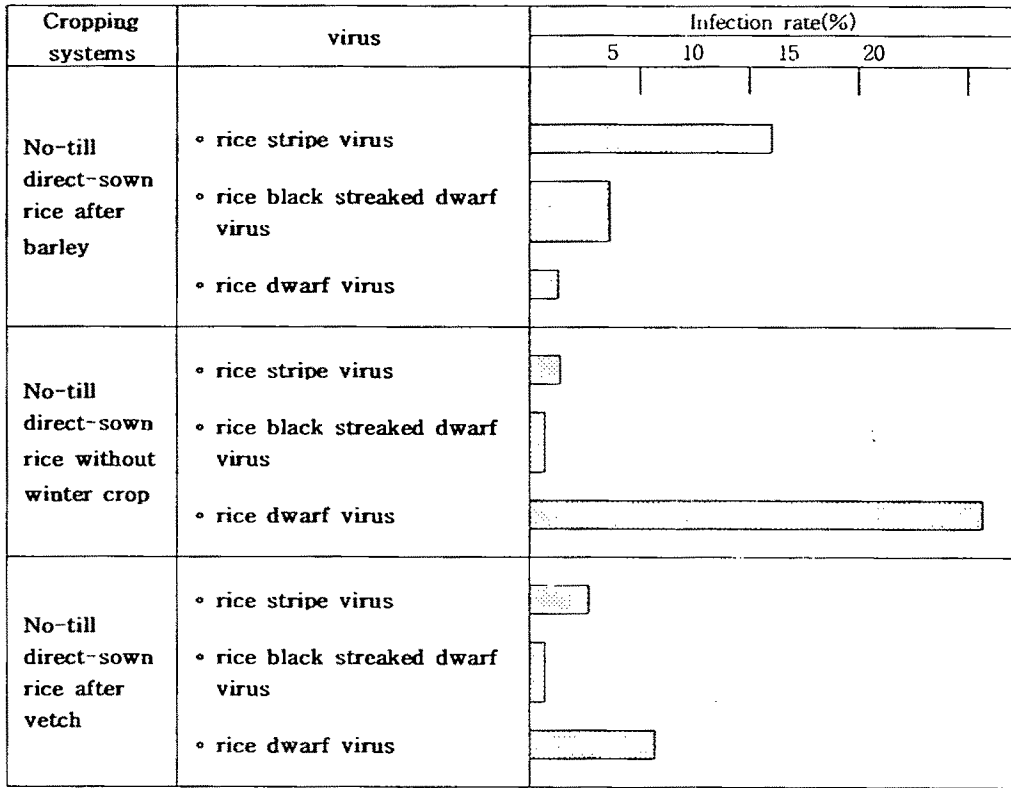 Cropping systems
virus
Infection rate(%)
5 10 15 20
No-till
direct-sown
rice after
barley
° rice stripe virus
° rice black streaked dwarf
virus
° rice dwarf virus
No-till
direct-sown
rice without
winter crop
° rice stripe virus
° rice black streaked dwarf
virus
° rice dwarf virus
No-till
direct-sown
rice after
vetch
° rice stripe virus
° rice black streaked dwarf
virus
° rice dwarf virus